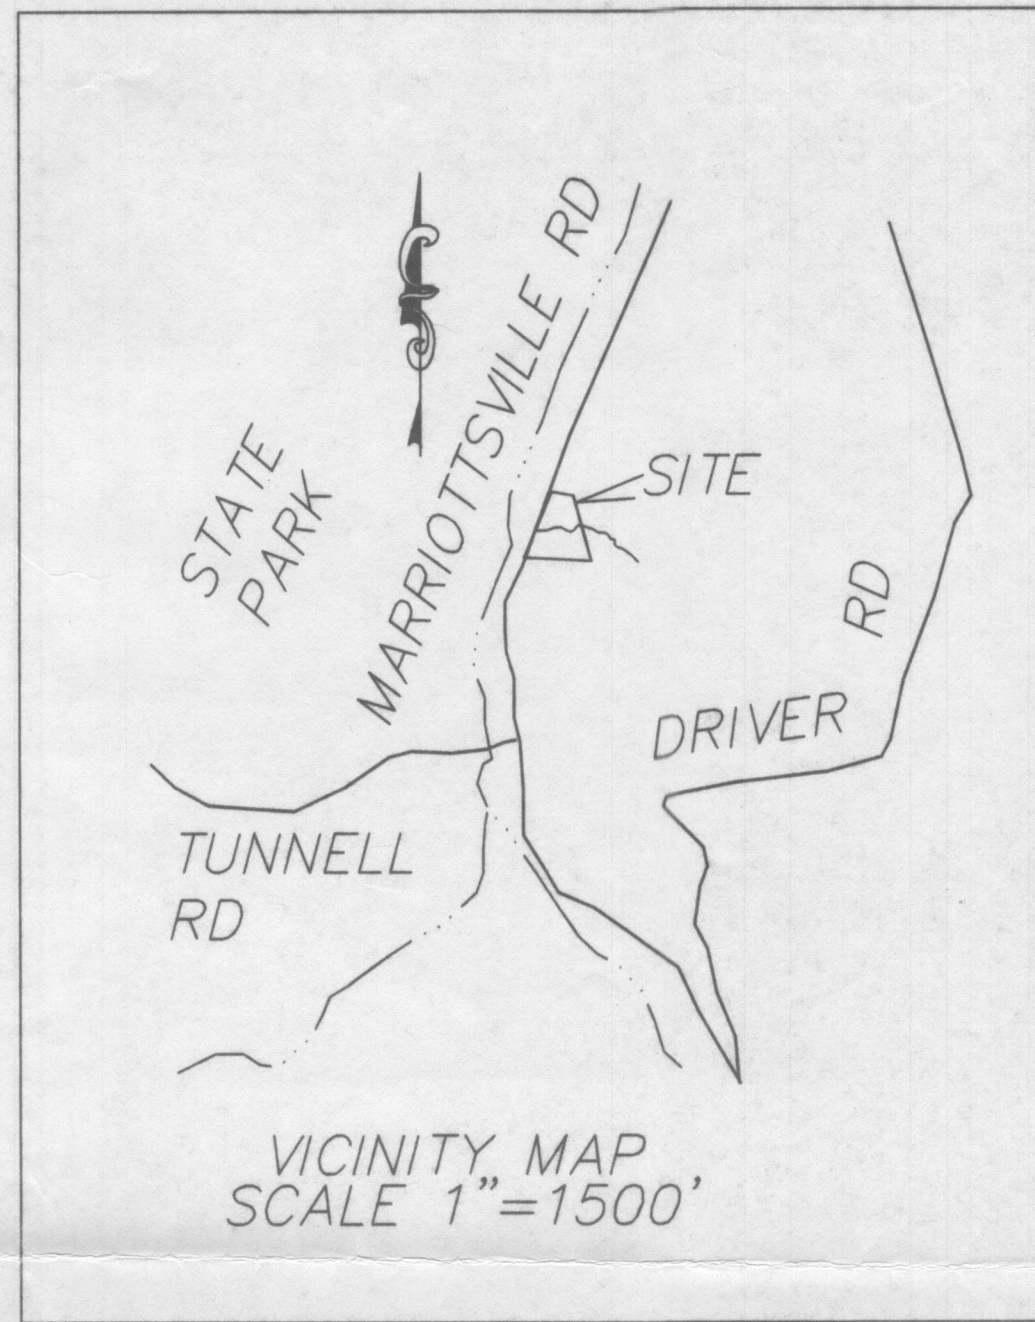 MARRIOTTSVILLE RD
STATE
PARK
SITE
DRIVER RD
TUNNELL
RD
VICINITY MAP
SCALE 1"=1500'